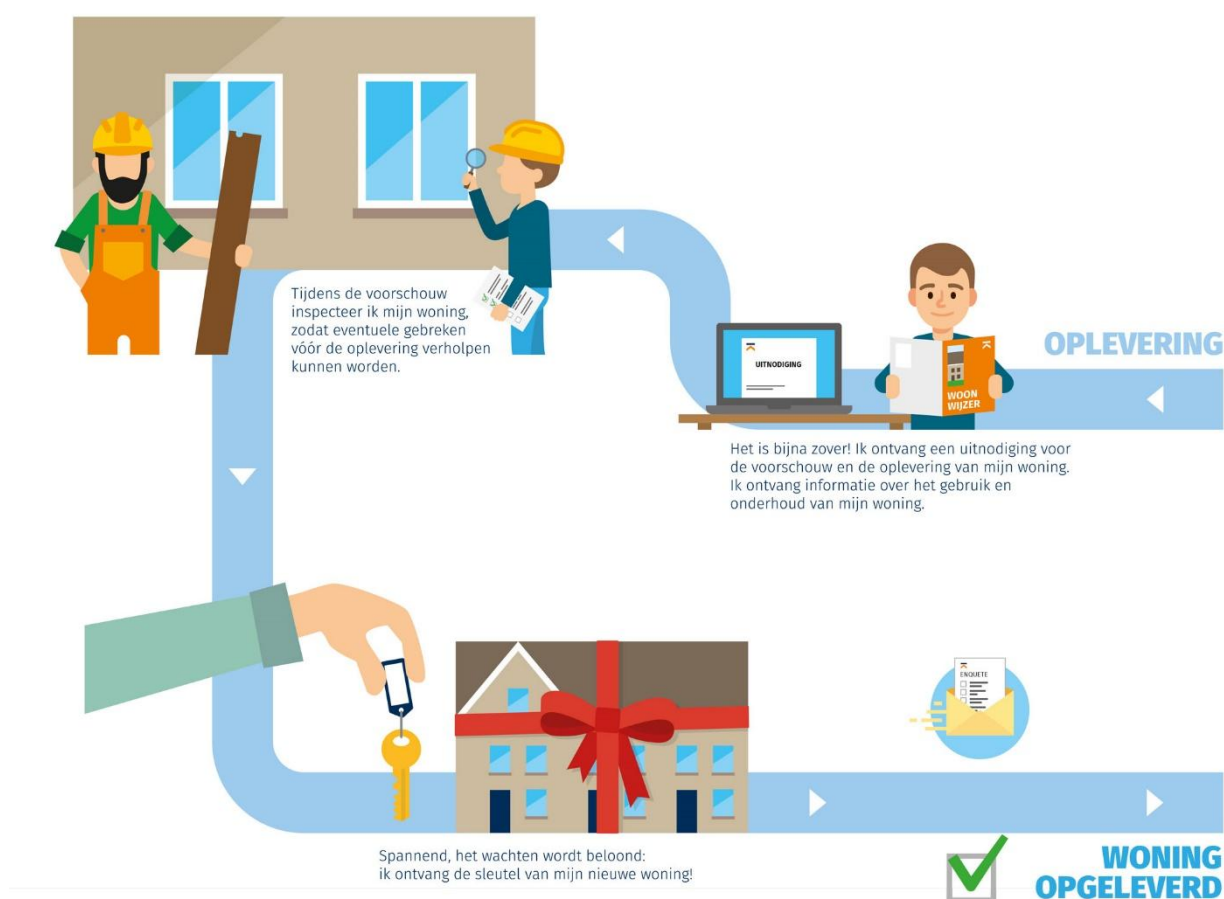 OPLEVERING
UITNODIGING
WOON
WIJZER
Het is bijna zover! Ik ontvang een uitnodiging voor
de voorschouw en de oplevering van mijn woning.
Ik ontvang informatie over het gebruik en
onderhoud van mijn woning.
Tijdens de voorschouw
inspecteer ik mijn woning,
zodat eventuele gebreken
vóór de oplevering verholpen
kunnen worden.
Spannend, het wachten wordt beloond:
ik ontvang de sleutel van mijn nieuwe woning!
ENQUETE
WONING
OPGELEVERD